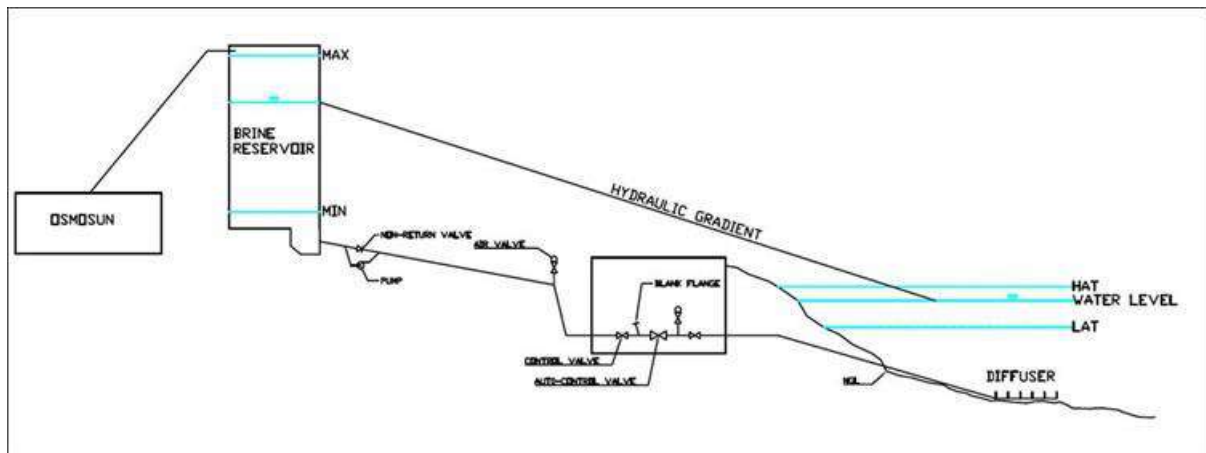 MAX
BRINE
RESERVOIR
OSMOSUN
MIN
HYDRAULIC GRADIENT
NON-RETURN VALVE
AIR VALVE
PUMP
BLANK FLANGE
HAT
WATER LEVEL
LAT
CONTROL VALVE
AUTO-CONTROL VALVE
NGL
DIFFUSER